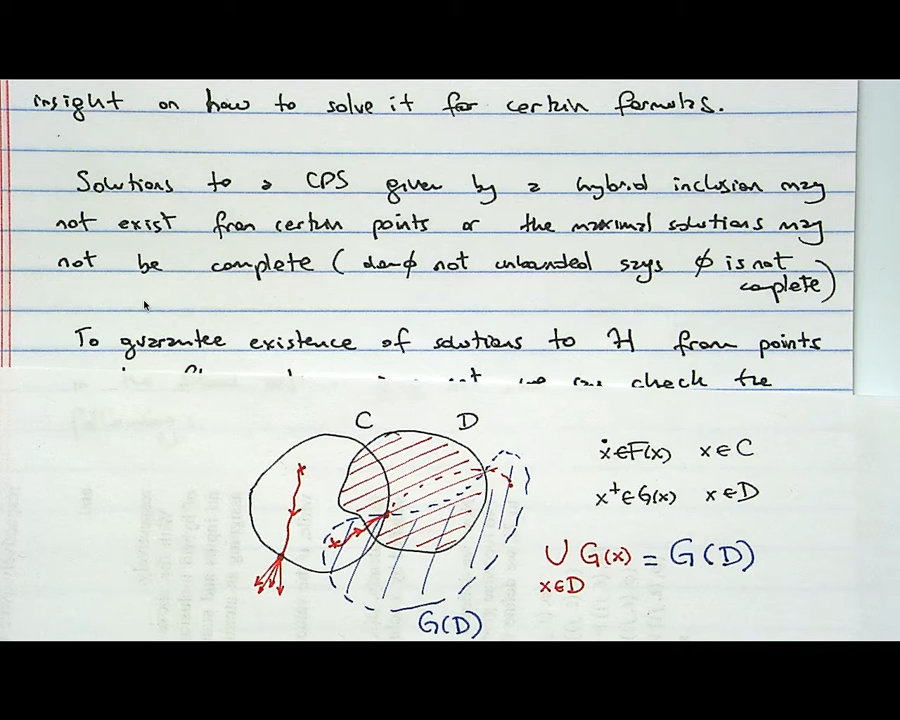 insight on how to solve it for certain formulas.
Solutions to a CPS given by a hybrid inclusion may
not exist from certain points or the maximal solutions may
not be complete ( dom ϕ not unbounded says ϕ is not
complete )
To guarantee existence of solutions to H from points
check the
C D
ẋ ∈ F(x) x ∈ C
x⁺ ∈ G(x) x ∈ D
∪ G(x) = G(D)
x∈D
G(D)